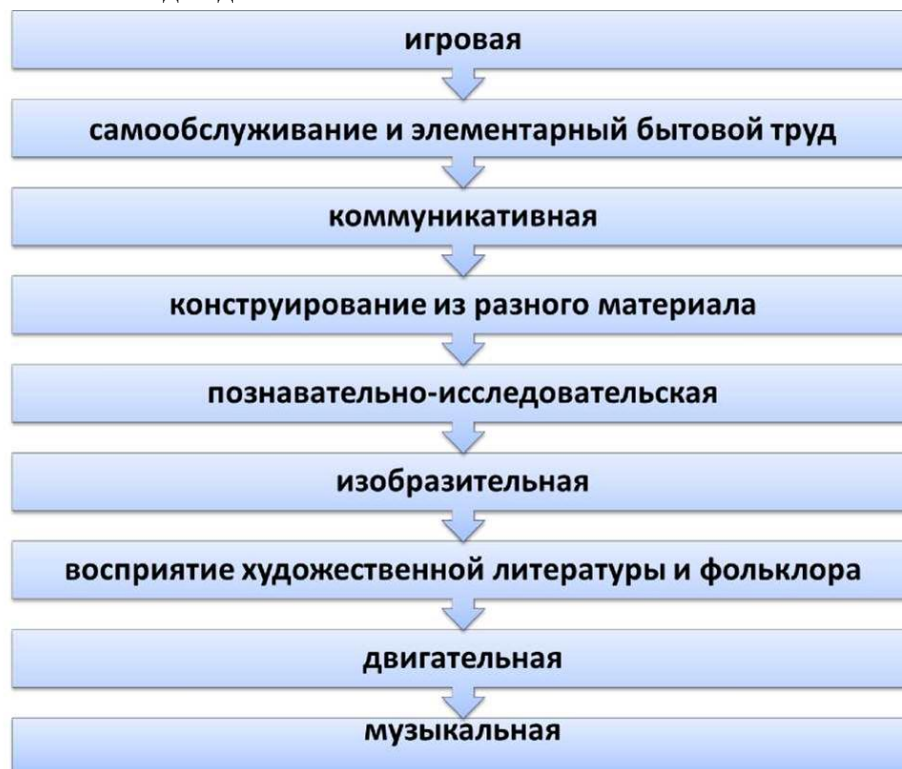 игровая
самообслуживание и элементарный бытовой труд
коммуникативная
конструирование из разного материала
познавательно-исследовательская
изобразительная
восприятие художественной литературы и фольклора
двигательная
музыкальная